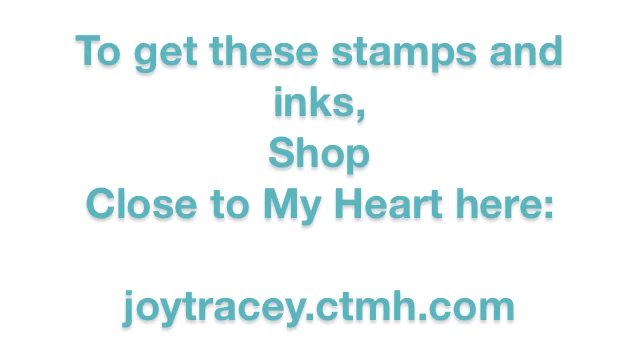 To get these stamps and
inks,
Shop
Close to My Heart here:
joytracey.ctmh.com